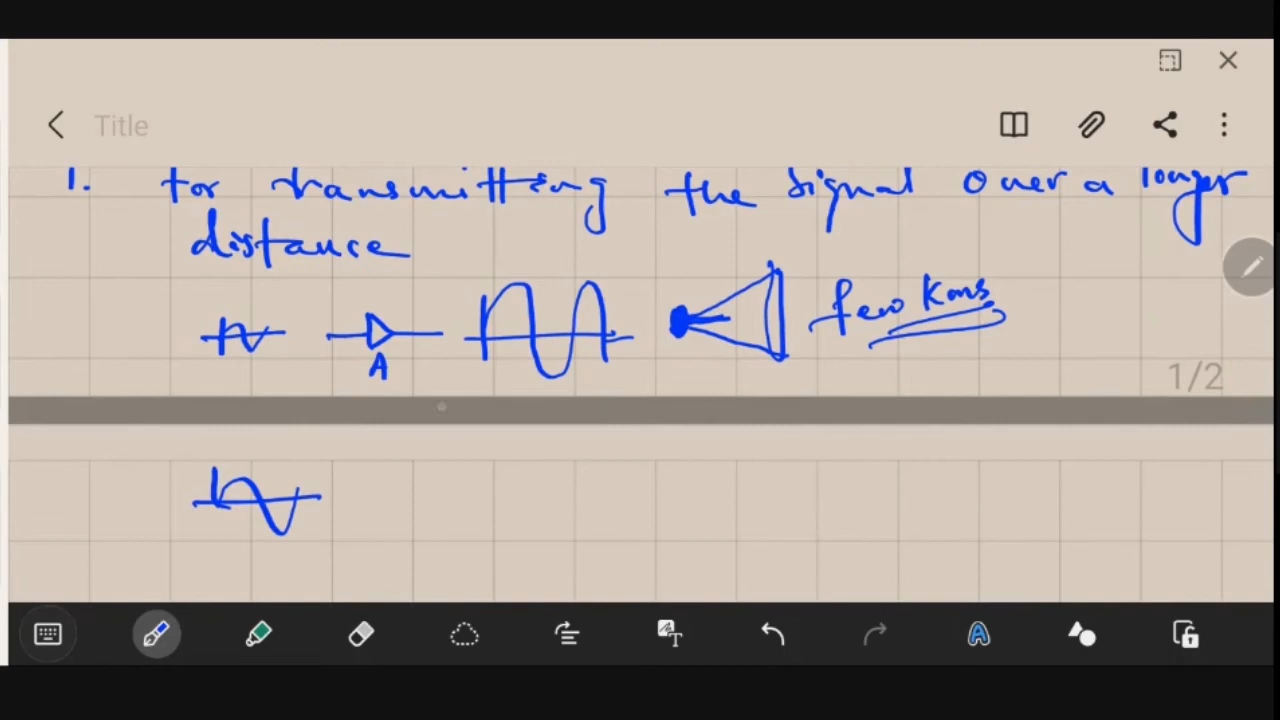 Title
1. for transmitting the signal over a longer
distance
A
few Kms
1/2